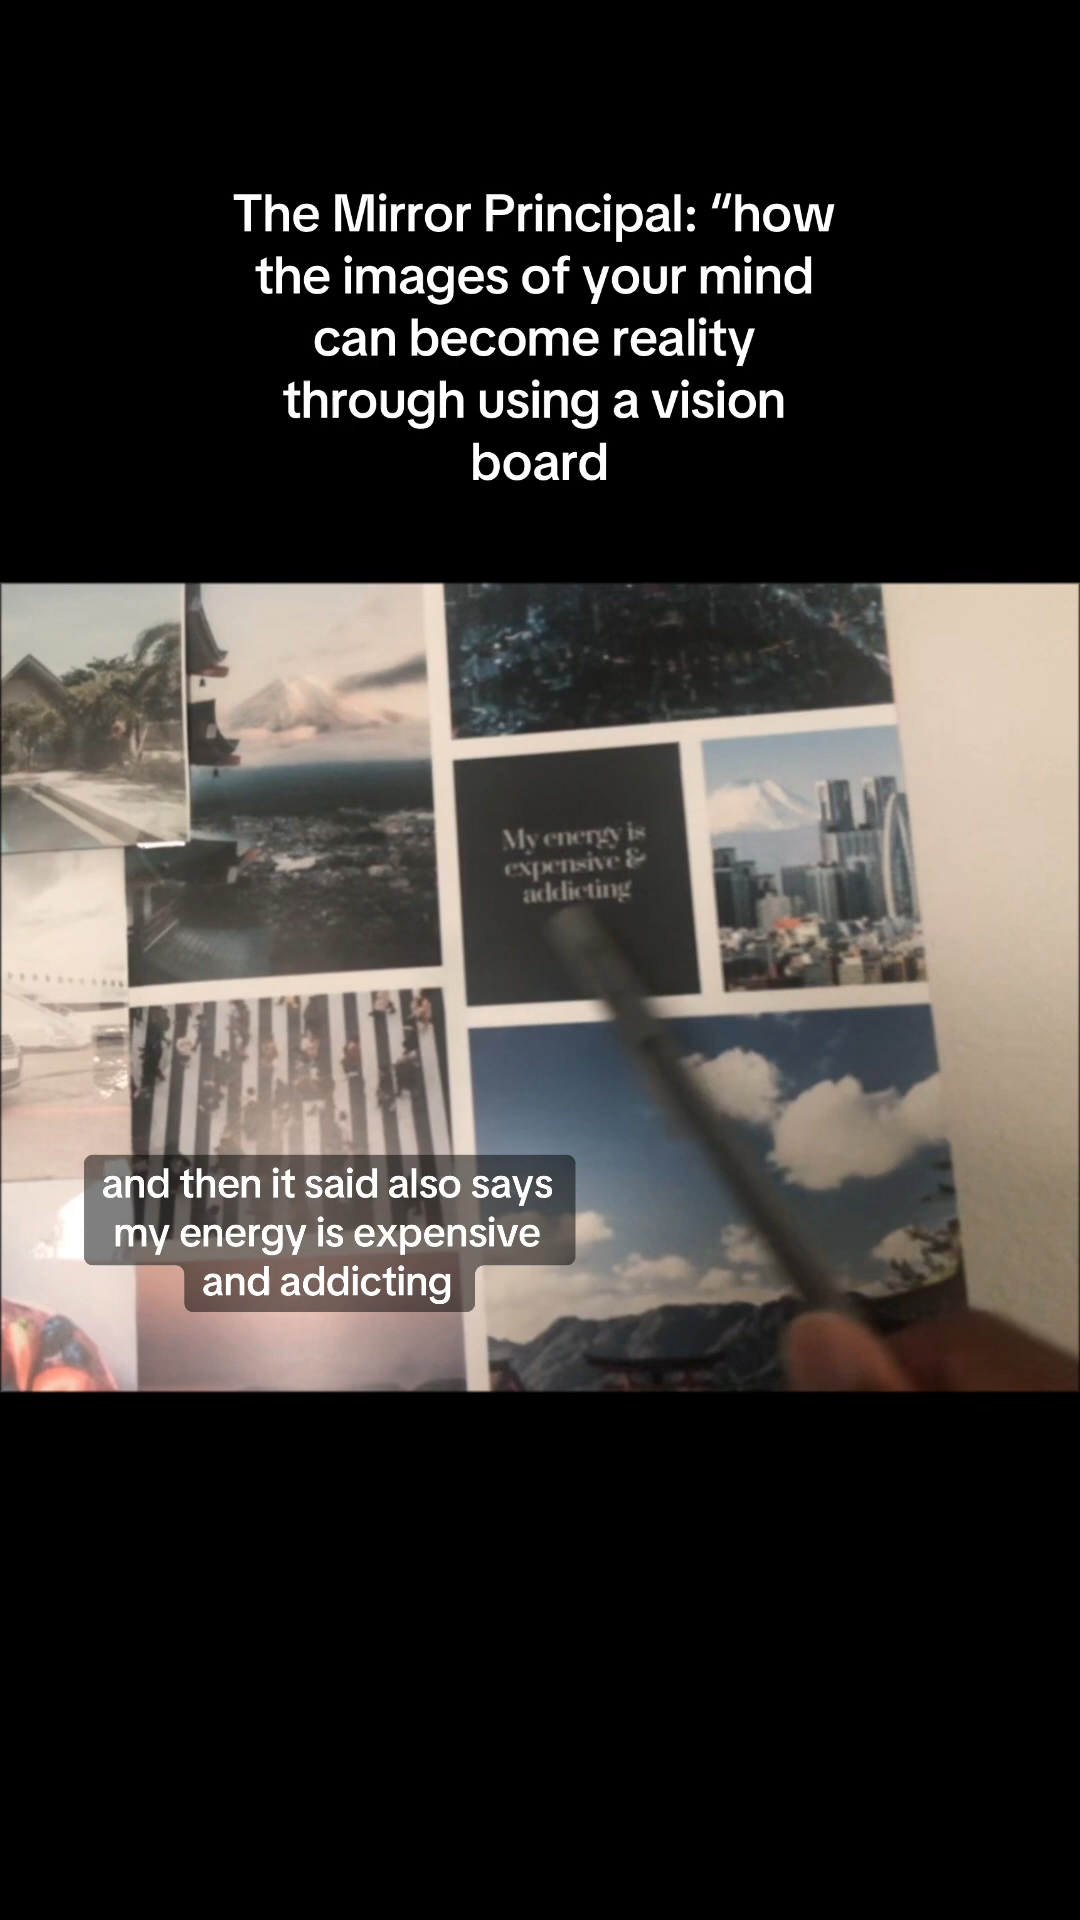 The Mirror Principal: “how
the images of your mind
can become reality
through using a vision
board
My energy is
expensive &
addicting
and then it said also says
my energy is expensive
and addicting